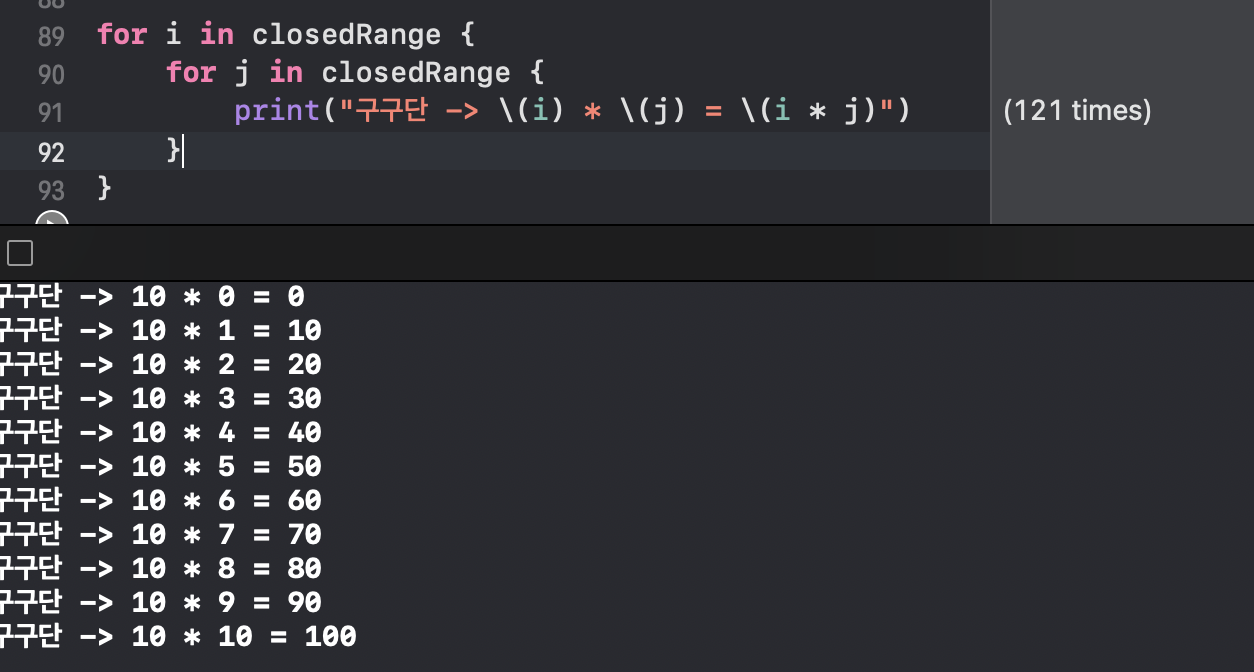 88
89 for i in closedRange {
90 for j in closedRange {
91 print("구구단 -> \(i) * \(j) = \(i * j)")
(121 times)
92 }
93 }
구구단 -> 10 * 0 = 0
구구단 -> 10 * 1 = 10
구구단 -> 10 * 2 = 20
구구단 -> 10 * 3 = 30
구구단 -> 10 * 4 = 40
구구단 -> 10 * 5 = 50
구구단 -> 10 * 6 = 60
구구단 -> 10 * 7 = 70
구구단 -> 10 * 8 = 80
구구단 -> 10 * 9 = 90
구구단 -> 10 * 10 = 100